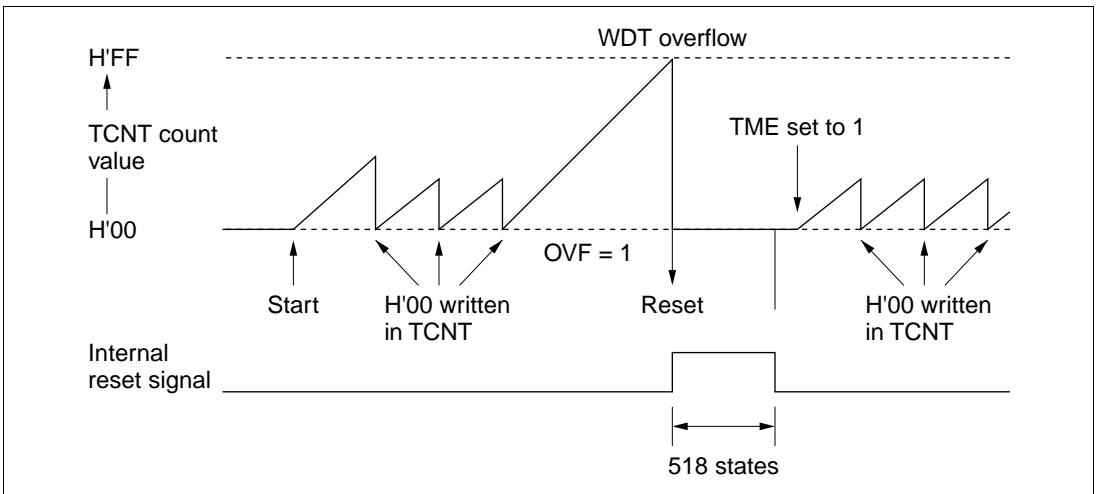 WDT overflow
H'FF
TCNT count
value
TME set to 1
H'00
OVF = 1
Start
H'00 written
in TCNT
Reset
H'00 written
in TCNT
Internal
reset signal
518 states